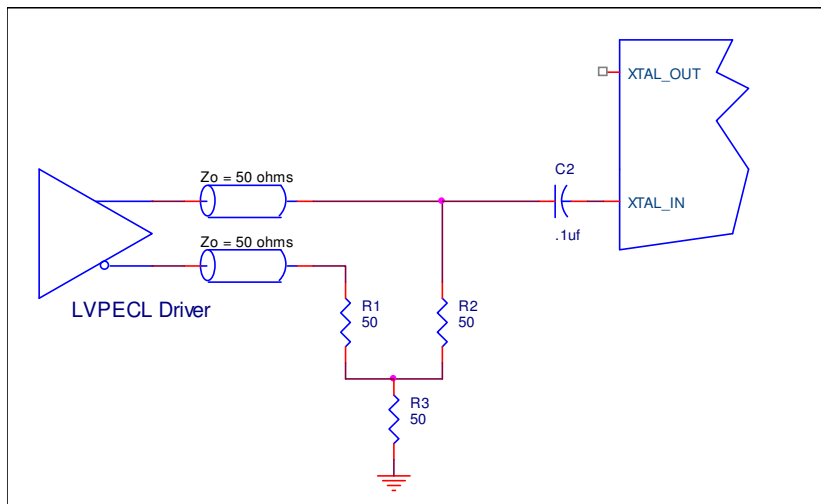 XTAL_OUT
Zo = 50 ohms
C2
XTAL_IN
.1uf
Zo = 50 ohms
LVPECL Driver
R1
50
R2
50
R3
50